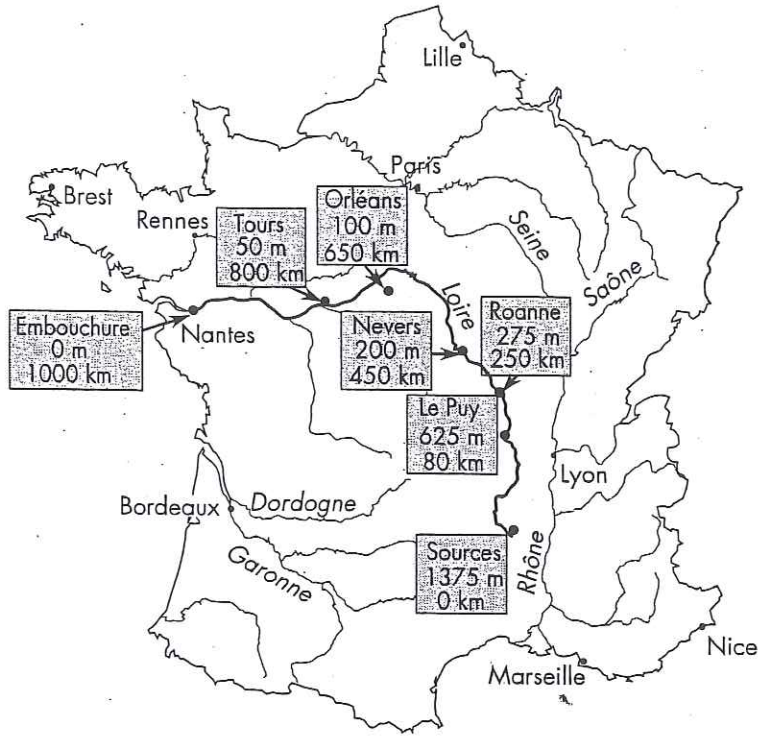 Lille
Paris
Brest
Rennes
Orléans
100 m
650 km
Tours
50 m
800 km
Seine
Saône
Loire
Embouchure
0 m
1000 km
Nantes
Nevers
200 m
450 km
Roanne
275 m
250 km
Le Puy
625 m
80 km
Lyon
Bordeaux
Dordogne
Garonne
Sources
1375 m
0 km
Rhône
Nice
Marseille